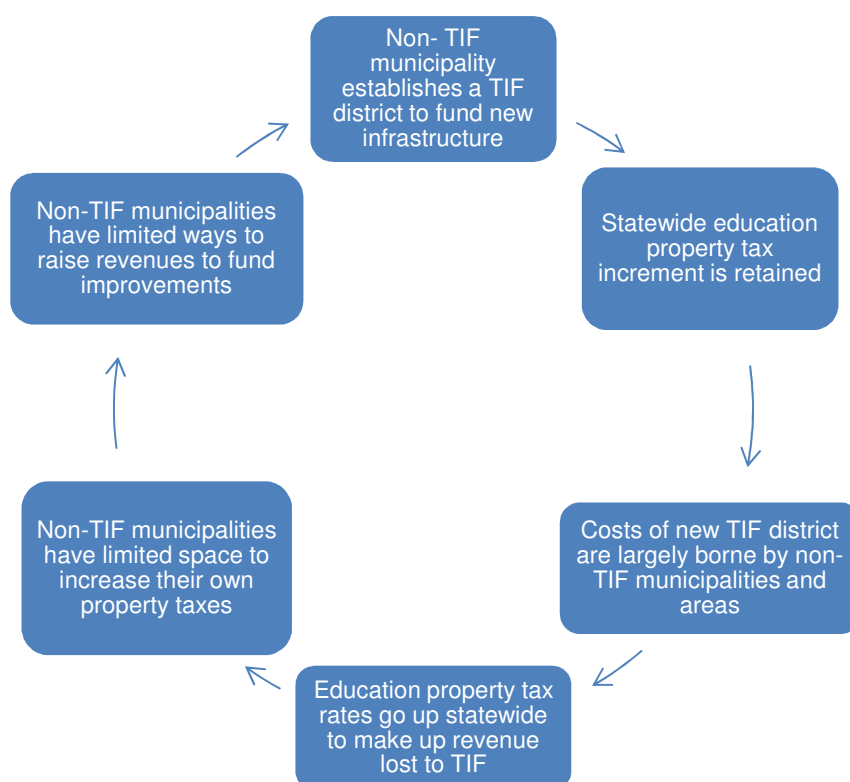 Non- TIF
municipality
establishes a TIF
district to fund new
infrastructure
Statewide education
property tax
increment is retained
Costs of new TIF district
are largely borne by non-
TIF municipalities and
areas
Education property tax
rates go up statewide
to make up revenue
lost to TIF
Non-TIF municipalities
have limited space to
increase their own
property taxes
Non-TIF municipalities
have limited ways to
raise revenues to fund
improvements